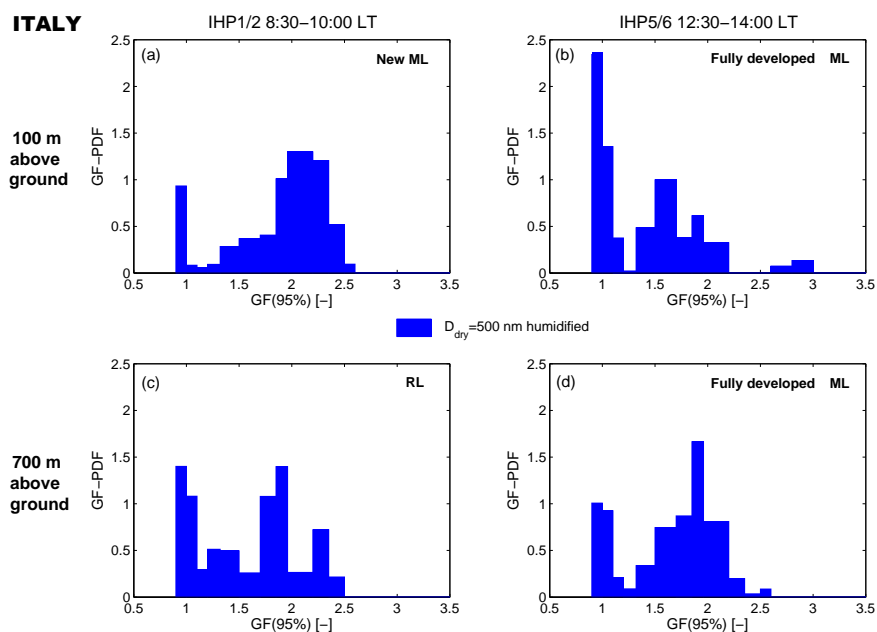 ITALY
IHP1/2 8:30−10:00 LT
IHP5/6 12:30−14:00 LT
100 m
above
ground
(a)
New ML
GF−PDF
2.5
2
1.5
1
0.5
0
0.5 1 1.5 2 2.5 3 3.5
GF(95%) [−]
(b)
Fully developed ML
GF−PDF
2.5
2
1.5
1
0.5
0
0.5 1 1.5 2 2.5 3 3.5
GF(95%) [−]
Ddry=500 nm humidified
700 m
above
ground
(c)
RL
GF−PDF
2.5
2
1.5
1
0.5
0
0.5 1 1.5 2 2.5 3 3.5
GF(95%) [−]
(d)
Fully developed ML
GF−PDF
2.5
2
1.5
1
0.5
0
0.5 1 1.5 2 2.5 3 3.5
GF(95%) [−]